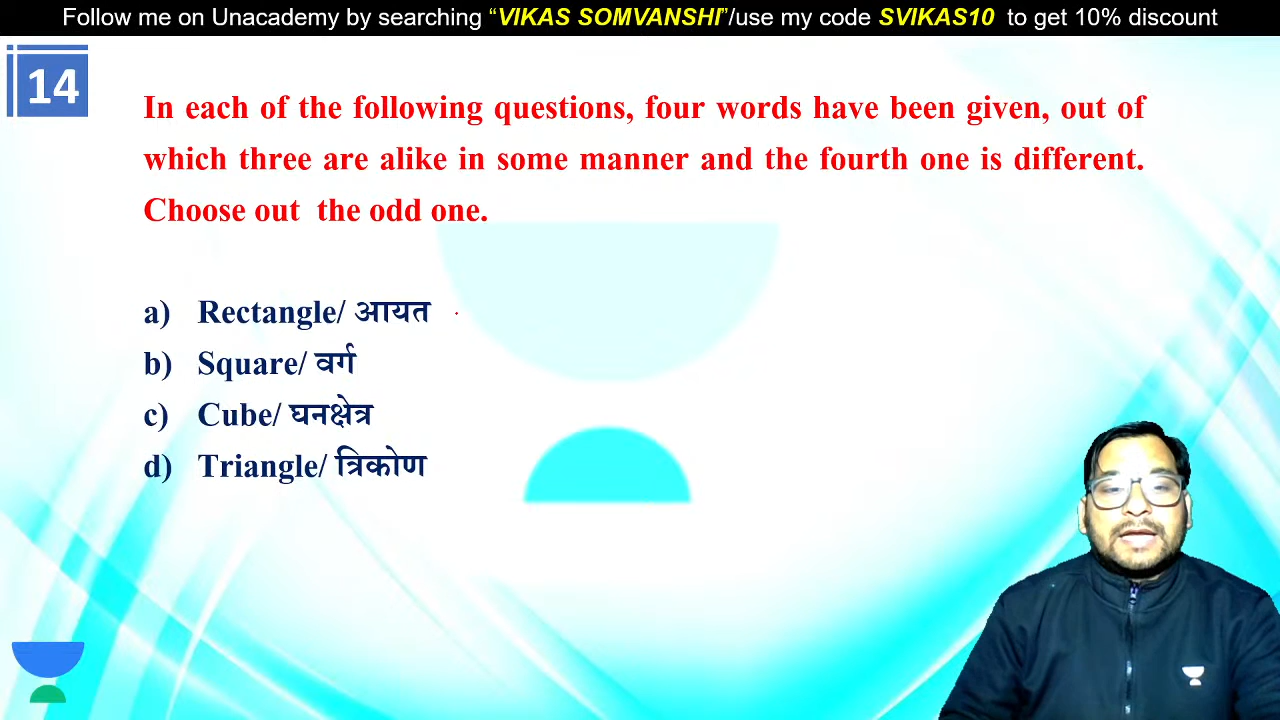 Follow me on Unacademy by searching “VIKAS SOMVANSHI”/use my code SVIKAS10 to get 10% discount
14
In each of the following questions, four words have been given, out of
which three are alike in some manner and the fourth one is different.
Choose out the odd one.
a) Rectangle/ आयत
b) Square/ वर्ग
c) Cube/ घनक्षेत्र
d) Triangle/ त्रिकोण